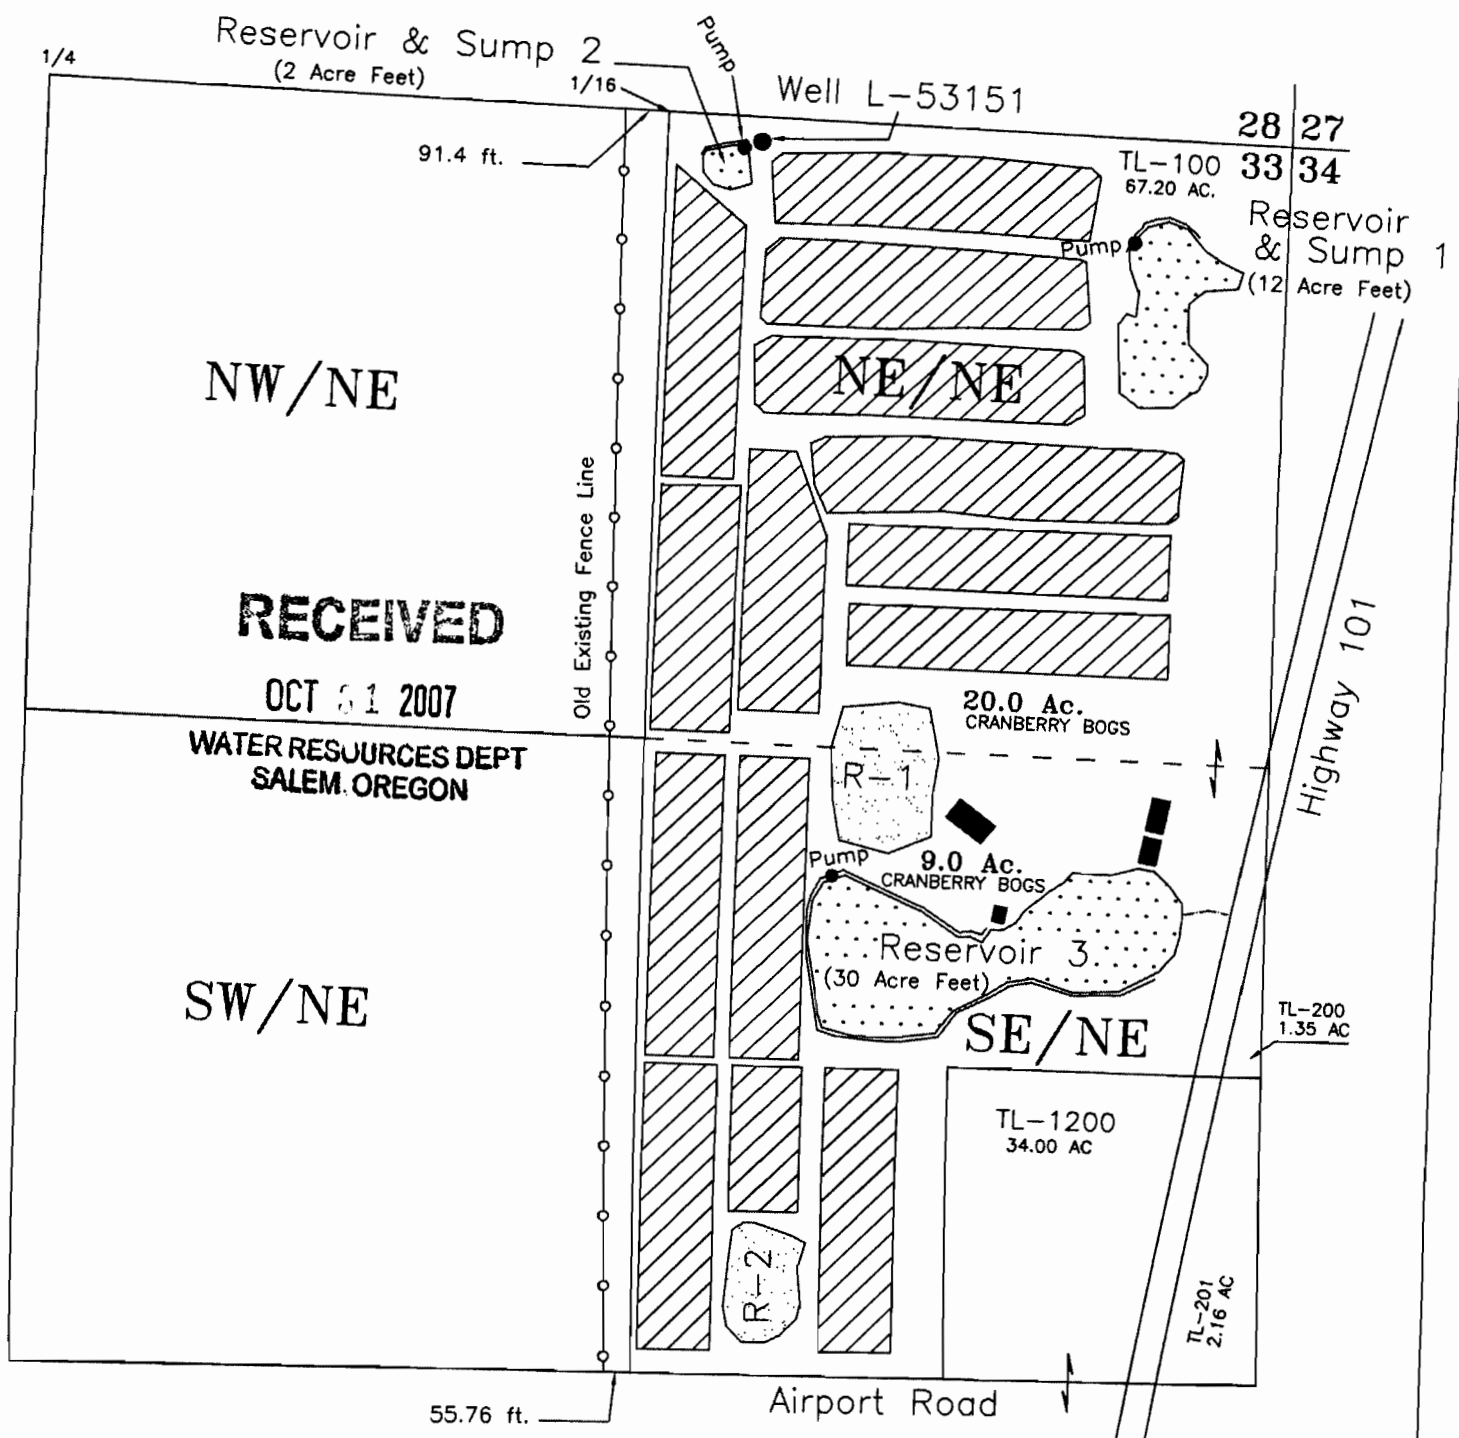 1/4
Reservoir & Sump 2
(2 Acre Feet)
1/16
Pump
Well L-53151
28 27
33 34
91.4 ft.
TL-100
67.20 AC.
Reservoir
& Sump 1
(12 Acre Feet)
Pump
NW/NE
NE/NE
Old Existing Fence Line
RECEIVED
OCT 31 2007
WATER RESOURCES DEPT
SALEM, OREGON
20.0 Ac.
CRANBERRY BOGS
Highway 101
R-1
Pump
9.0 Ac.
CRANBERRY BOGS
Reservoir 3
(30 Acre Feet)
SW/NE
SE/NE
TL-200
1.35 AC
TL-1200
34.00 AC
R-2
TL-201
2.16 AC
55.76 ft.
Airport Road